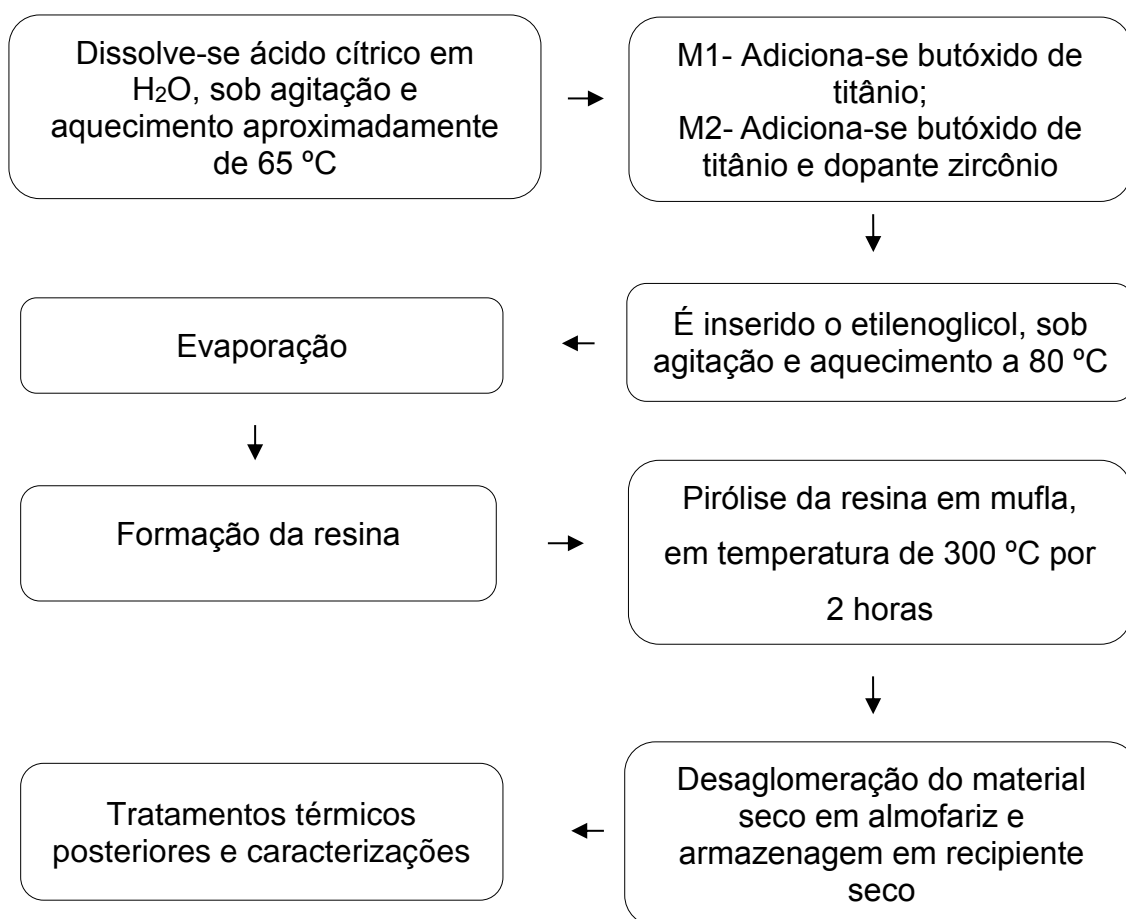 Dissolve-se ácido cítrico em
H₂O, sob agitação e
aquecimento aproximadamente
de 65 ºC
M1- Adiciona-se butóxido de
titânio;
M2- Adiciona-se butóxido de
titânio e dopante zircônio
É inserido o etilenoglicol, sob
agitação e aquecimento a 80 ºC
Evaporação
Formação da resina
Pirólise da resina em mufla,
em temperatura de 300 ºC por
2 horas
Desaglomeração do material
seco em almofariz e
armazenagem em recipiente
seco
Tratamentos térmicos
posteriores e caracterizações